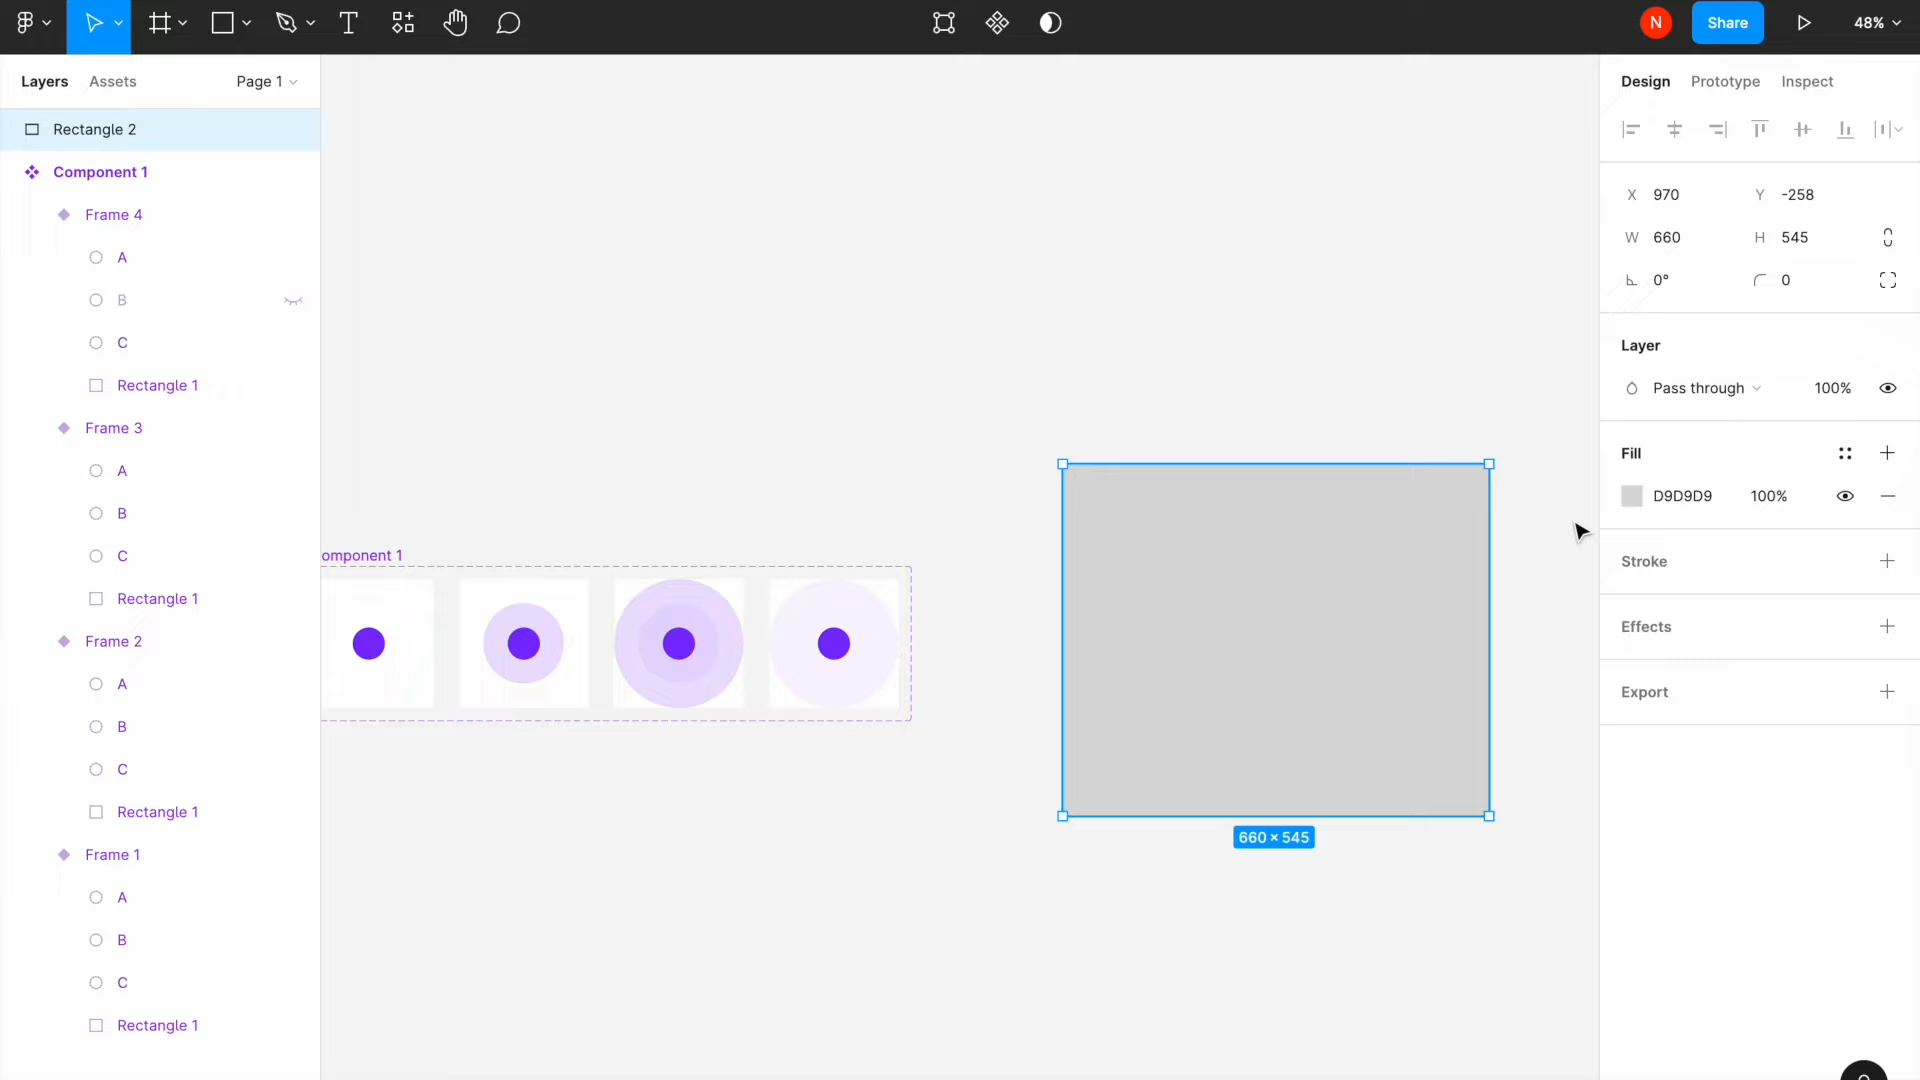 N
Share
48%
Layers
Assets
Page 1
Design
Prototype
Inspect
Rectangle 2
Component 1
Frame 4
A
B
C
Rectangle 1
Frame 3
A
B
C
Rectangle 1
Frame 2
A
B
C
Rectangle 1
Frame 1
A
B
C
Rectangle 1
omponent 1
660 × 545
X 970 Y -258
W 660 H 545
0° 0
Layer
Pass through 100%
Fill
D9D9D9 100%
Stroke
Effects
Export